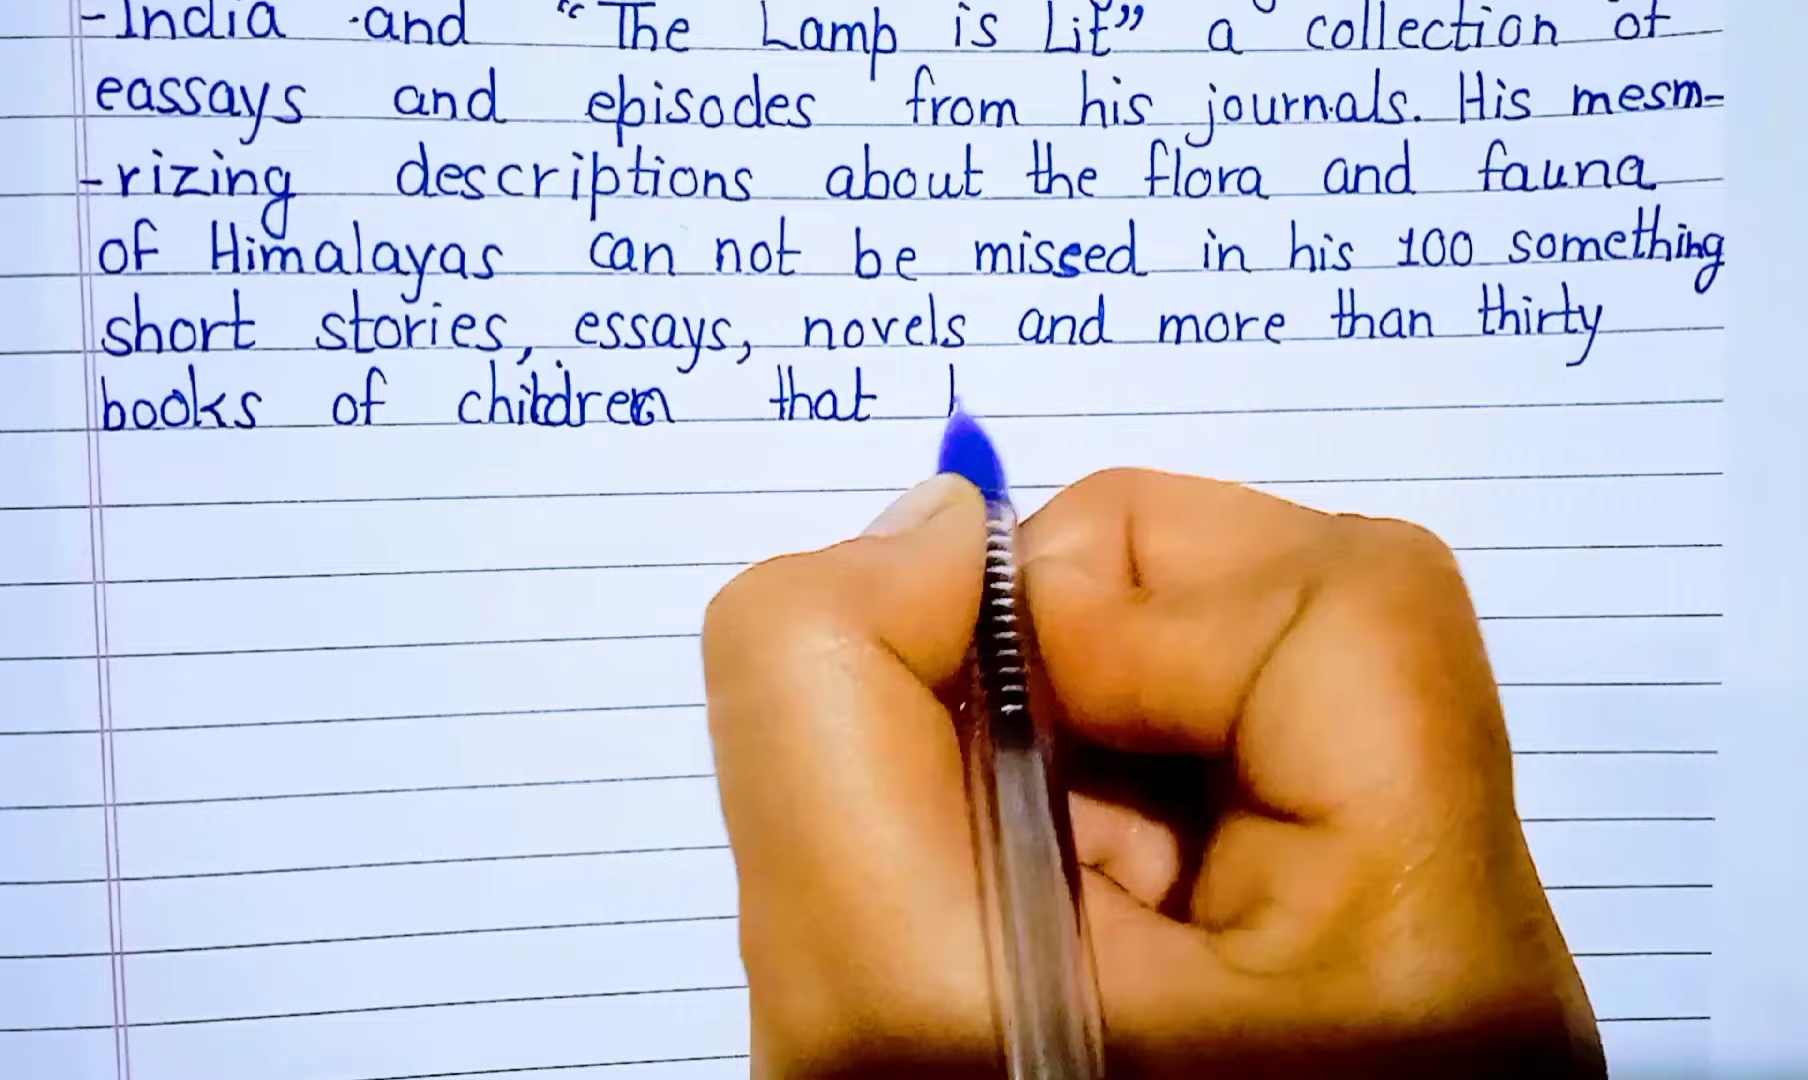 -India and "The Lamp is Lit" a collection of
eassays and episodes from his journals. His mesm-
-rizing descriptions about the flora and fauna
of Himalayas can not be missed in his 100 something
short stories, essays, novels and more than thirty
books of children that